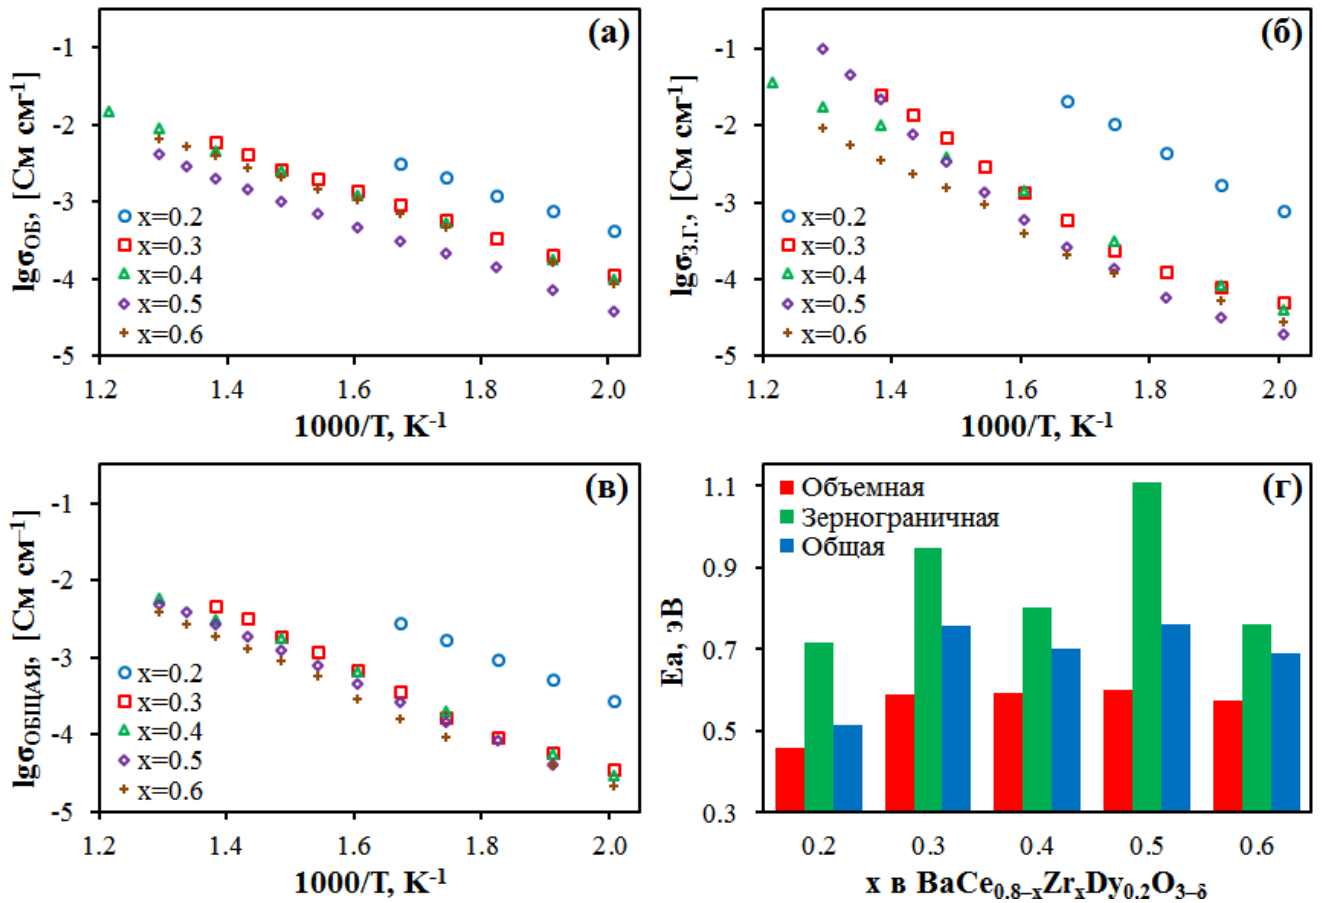 (а)
lgσОБ, [См см-1]
-1
-2
-3
-4
-5
x=0.2
x=0.3
x=0.4
x=0.5
x=0.6
1.2 1.4 1.6 1.8 2.0
1000/T, K-1
(б)
lgσЗ.Г., [См см-1]
-1
-2
-3
-4
-5
x=0.2
x=0.3
x=0.4
x=0.5
x=0.6
1.2 1.4 1.6 1.8 2.0
1000/T, K-1
(в)
lgσОБЩАЯ, [См см–1]
-1
-2
-3
-4
-5
x=0.2
x=0.3
x=0.4
x=0.5
x=0.6
1.2 1.4 1.6 1.8 2.0
1000/T, K-1
(г)
Ea, эВ
1.1
0.9
0.7
0.5
0.3
Объемная
Зернограничная
Общая
0.2 0.3 0.4 0.5 0.6
x в BaCe0.8–xZrxDy0.2O3–δ